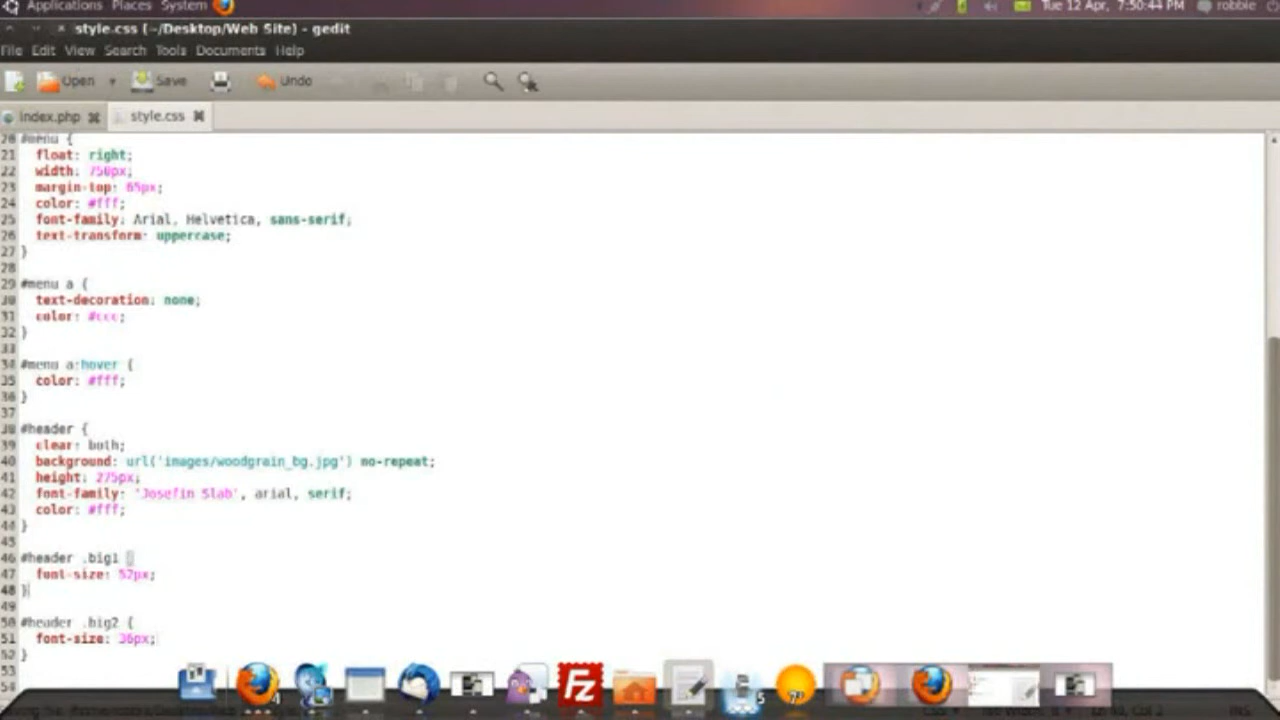 Applications Places System
Tue 12 Apr, 7:50:44 PM robbie
style.css (~/Desktop/Web Site) - gedit
File Edit View Search Tools Documents Help
Open Save Undo
index.php style.css
20 #menu {
21 float: right;
22 width: 750px;
23 margin-top: 65px;
24 color: #fff;
25 font-family: Arial, Helvetica, sans-serif;
26 text-transform: uppercase;
27 }
28
29 #menu a {
30 text-decoration: none;
31 color: #ccc;
32 }
33
34 #menu a:hover {
35 color: #fff;
36 }
37
38 #header {
39 clear: both;
40 background: url('images/woodgrain_bg.jpg') no-repeat;
41 height: 275px;
42 font-family: 'Josefin Slab', arial, serif;
43 color: #fff;
44 }
45
46 #header .big1 {
47 font-size: 52px;
48 }
49
50 #header .big2 {
51 font-size: 36px;
52 }
53
54
Fz